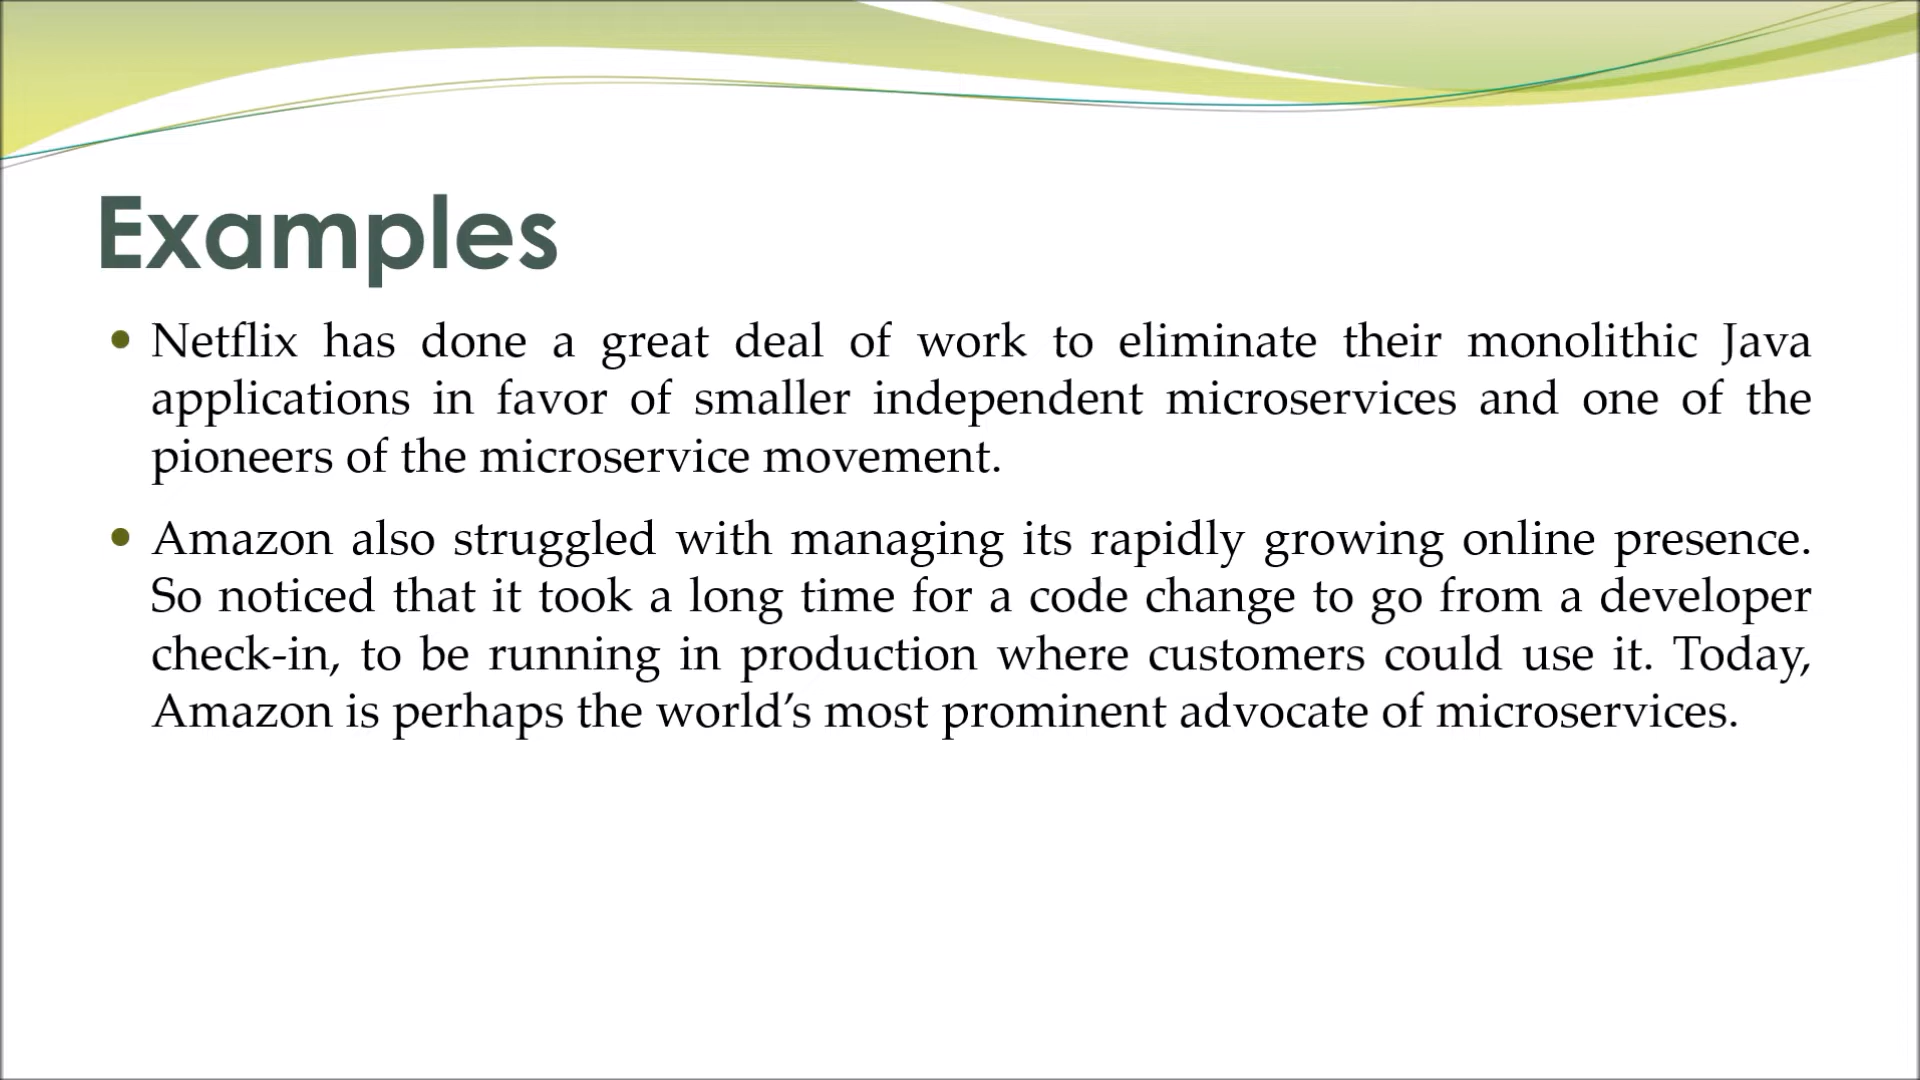 Examples
• Netflix has done a great deal of work to eliminate their monolithic Java
applications in favor of smaller independent microservices and one of the
pioneers of the microservice movement.
• Amazon also struggled with managing its rapidly growing online presence.
So noticed that it took a long time for a code change to go from a developer
check-in, to be running in production where customers could use it. Today,
Amazon is perhaps the world’s most prominent advocate of microservices.